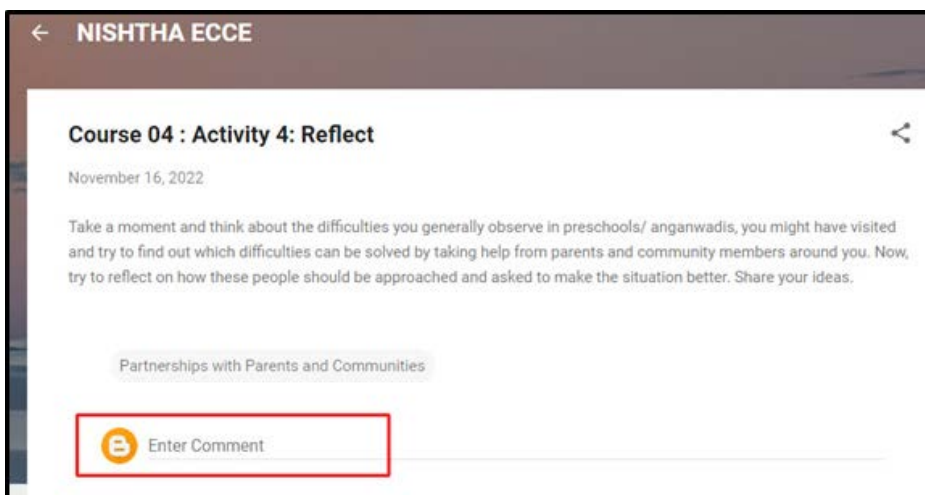 NISHTHA ECCE
Course 04 : Activity 4: Reflect
November 16, 2022
Take a moment and think about the difficulties you generally observe in preschools/ anganwadis, you might have visited
and try to find out which difficulties can be solved by taking help from parents and community members around you. Now,
try to reflect on how these people should be approached and asked to make the situation better. Share your ideas.
Partnerships with Parents and Communities
Enter Comment